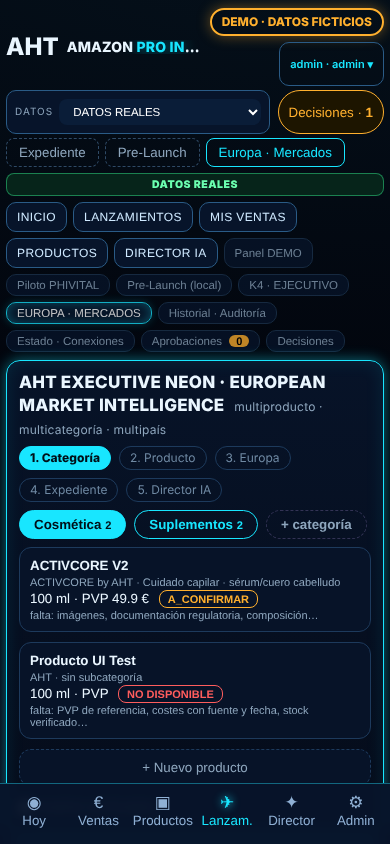 DEMO · DATOS FICTICIOS
AHT AMAZON PRO IN...
admin · admin ▾
DATOS DATOS REALES
Decisiones · 1
Expediente Pre-Launch Europa · Mercados
DATOS REALES
INICIO LANZAMIENTOS MIS VENTAS
PRODUCTOS DIRECTOR IA Panel DEMO
Piloto PHIVITAL Pre-Launch (local) K4 · EJECUTIVO
EUROPA · MERCADOS Historial · Auditoría
Estado · Conexiones Aprobaciones 0 Decisiones
AHT EXECUTIVE NEON · EUROPEAN
MARKET INTELLIGENCE multiproducto ·
multicategoría · multipaís
1. Categoría 2. Producto 3. Europa
4. Expediente 5. Director IA
Cosmética 2 Suplementos 2 + categoría
ACTIVCORE V2
ACTIVCORE by AHT · Cuidado capilar · sérum/cuero cabelludo
100 ml · PVP 49.9 € A_CONFIRMAR
falta: imágenes, documentación regulatoria, composición…
Producto UI Test
AHT · sin subcategoría
100 ml · PVP NO DISPONIBLE
falta: PVP de referencia, costes con fuente y fecha, stock
verificado…
+ Nuevo producto
Hoy Ventas Productos Lanzam. Director Admin